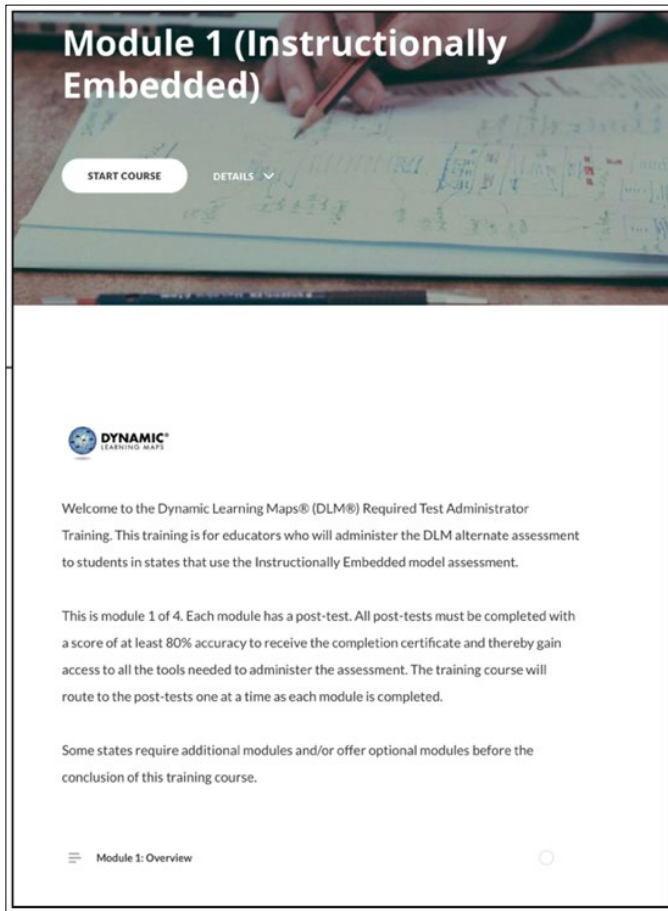 Module 1 (Instructionally
Embedded)
START COURSE
DETAILS
DYNAMIC®
LEARNING MAPS
Welcome to the Dynamic Learning Maps® (DLM®) Required Test Administrator
Training. This training is for educators who will administer the DLM alternate assessment
to students in states that use the Instructionally Embedded model assessment.
This is module 1 of 4. Each module has a post-test. All post-tests must be completed with
a score of at least 80% accuracy to receive the completion certificate and thereby gain
access to all the tools needed to administer the assessment. The training course will
route to the post-tests one at a time as each module is completed.
Some states require additional modules and/or offer optional modules before the
conclusion of this training course.
Module 1: Overview